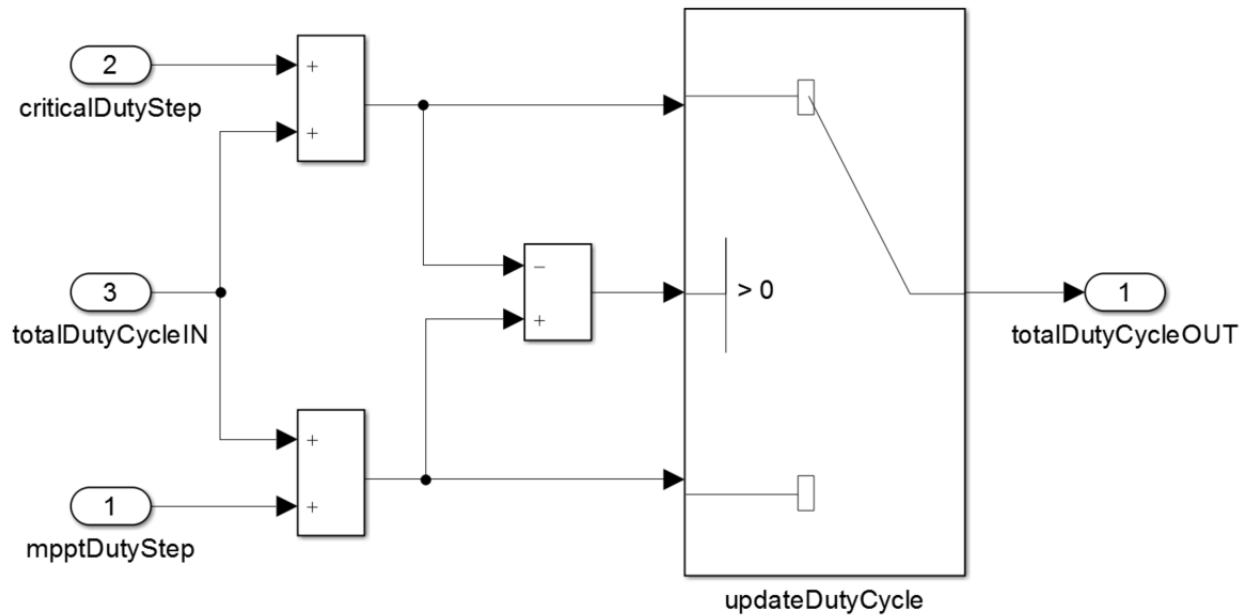 2
criticalDutyStep
+
+
3
totalDutyCycleIN
−
+
> 0
1
totalDutyCycleOUT
+
+
1
mpptDutyStep
updateDutyCycle